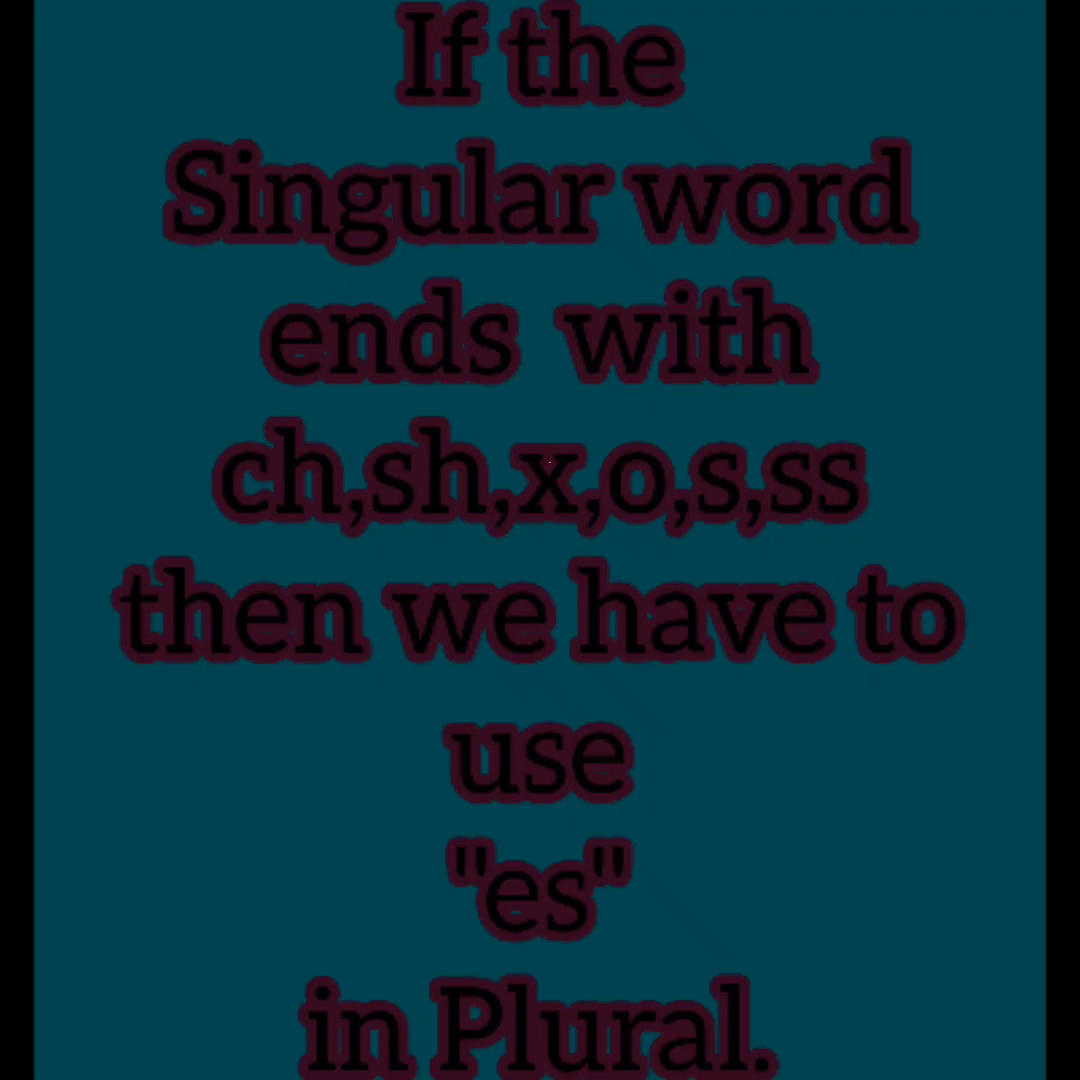 If the
Singular word
ends with
ch,sh,x,o,s,ss
then we have to
use
"es"
in Plural.